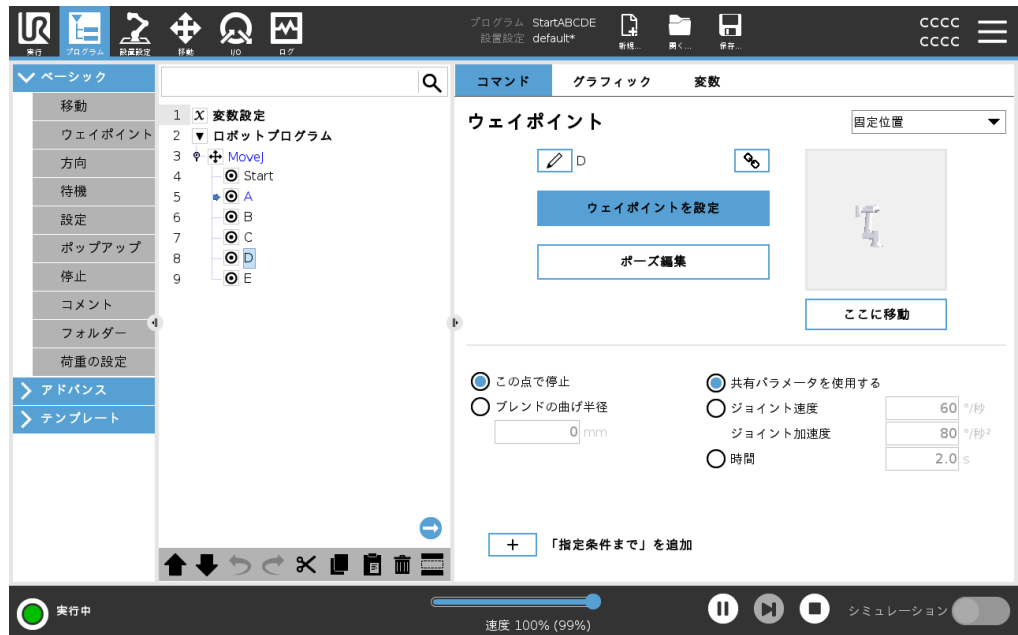 UR
実行
プログラム
設置設定
移動
I/O
ログ
プログラム StartABCDE
設置設定 default*
新規...
開く...
保存...
CCCC
CCCC
ベーシック
移動
ウェイポイント
方向
待機
設定
ポップアップ
停止
コメント
フォルダー
荷重の設定
アドバンス
テンプレート
1 X 変数設定
2 ▼ ロボットプログラム
3 MoveJ
4 Start
5 A
6 B
7 C
8 D
9 E
コマンド グラフィック 変数
ウェイポイント
固定位置
D
ウェイポイントを設定
ポーズ編集
ここに移動
この点で停止
ブレンドの曲げ半径
0 mm
共有パラメータを使用する
ジョイント速度 60 °/秒
ジョイント加速度 80 °/秒²
時間 2.0 s
+ 「指定条件まで」を追加
実行中
速度 100% (99%)
シミュレーション